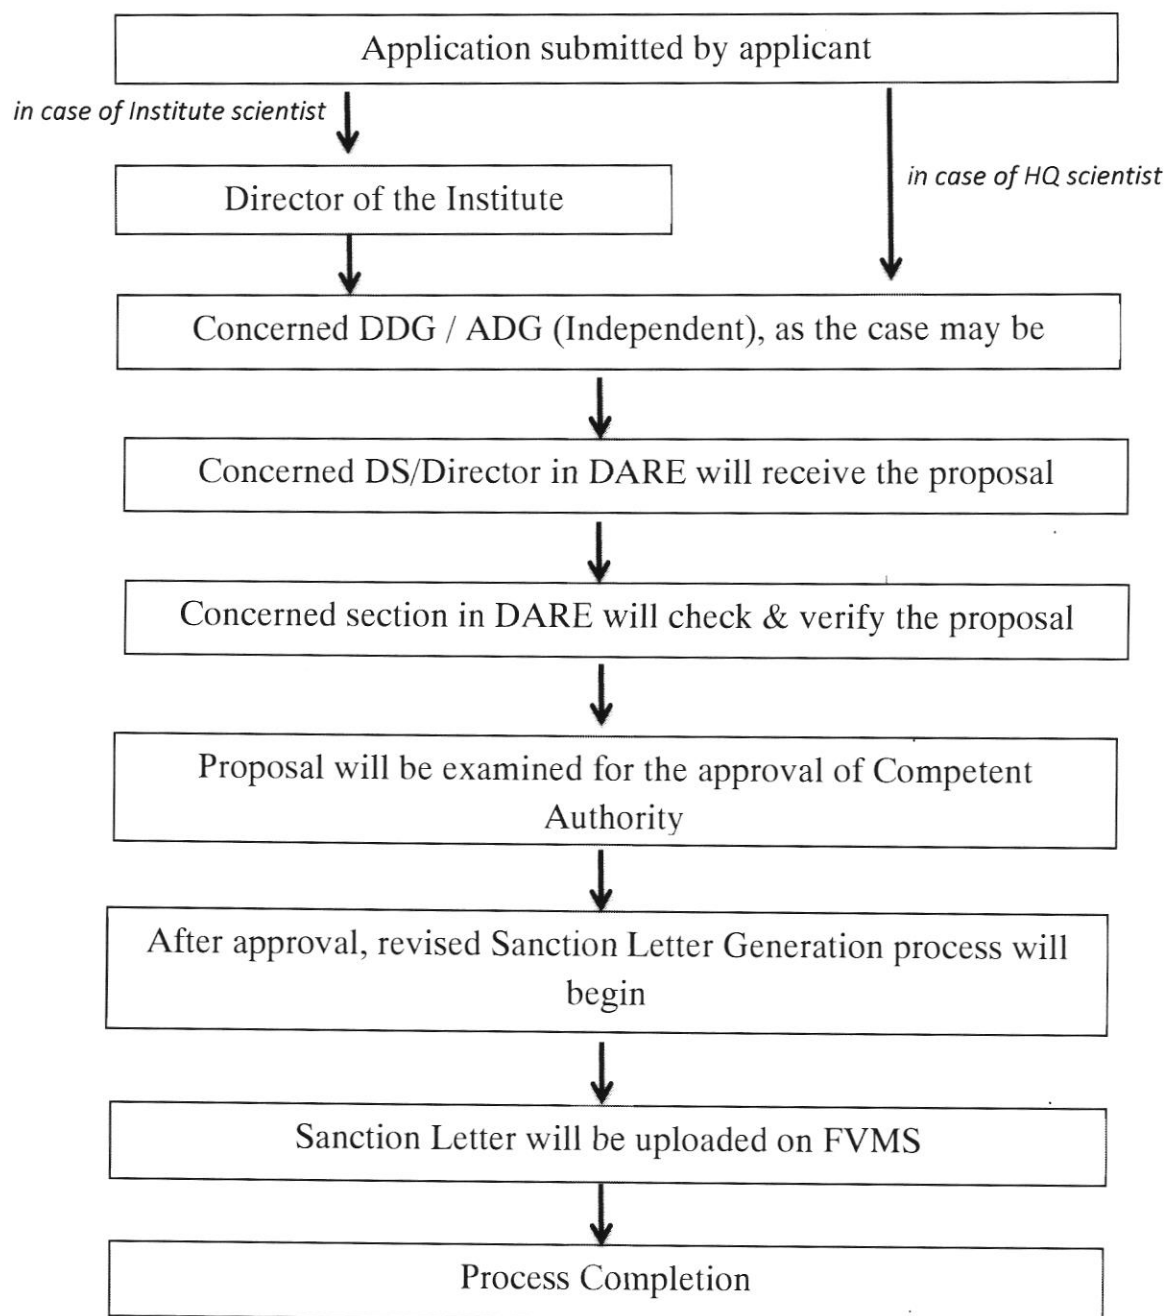 Application submitted by applicant
in case of Institute scientist
in case of HQ scientist
Director of the Institute
Concerned DDG / ADG (Independent), as the case may be
Concerned DS/Director in DARE will receive the proposal
Concerned section in DARE will check & verify the proposal
Proposal will be examined for the approval of Competent
Authority
After approval, revised Sanction Letter Generation process will
begin
Sanction Letter will be uploaded on FVMS
Process Completion